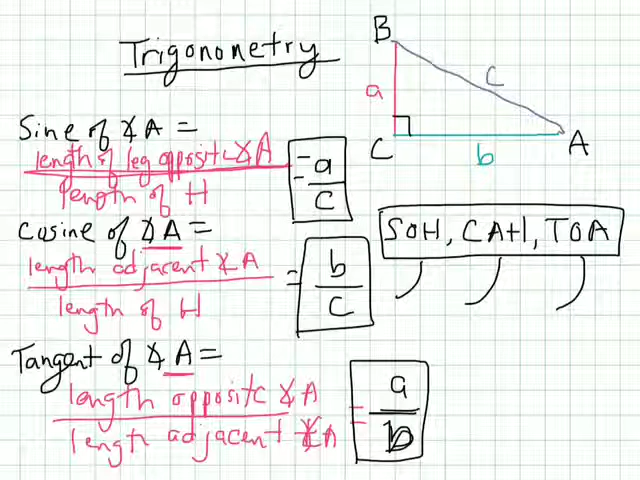 Trigonometry
B
a
c
C
b
A
Sine of ∡A =
length of leg opposite ∡A
length of H
= a
c
SOH, CAH, TOA
Cosine of ∡A =
length adjacent ∡A
length of H
= b
c
Tangent of ∡A =
length opposite ∡A
length adjacent ∡A
= a
b